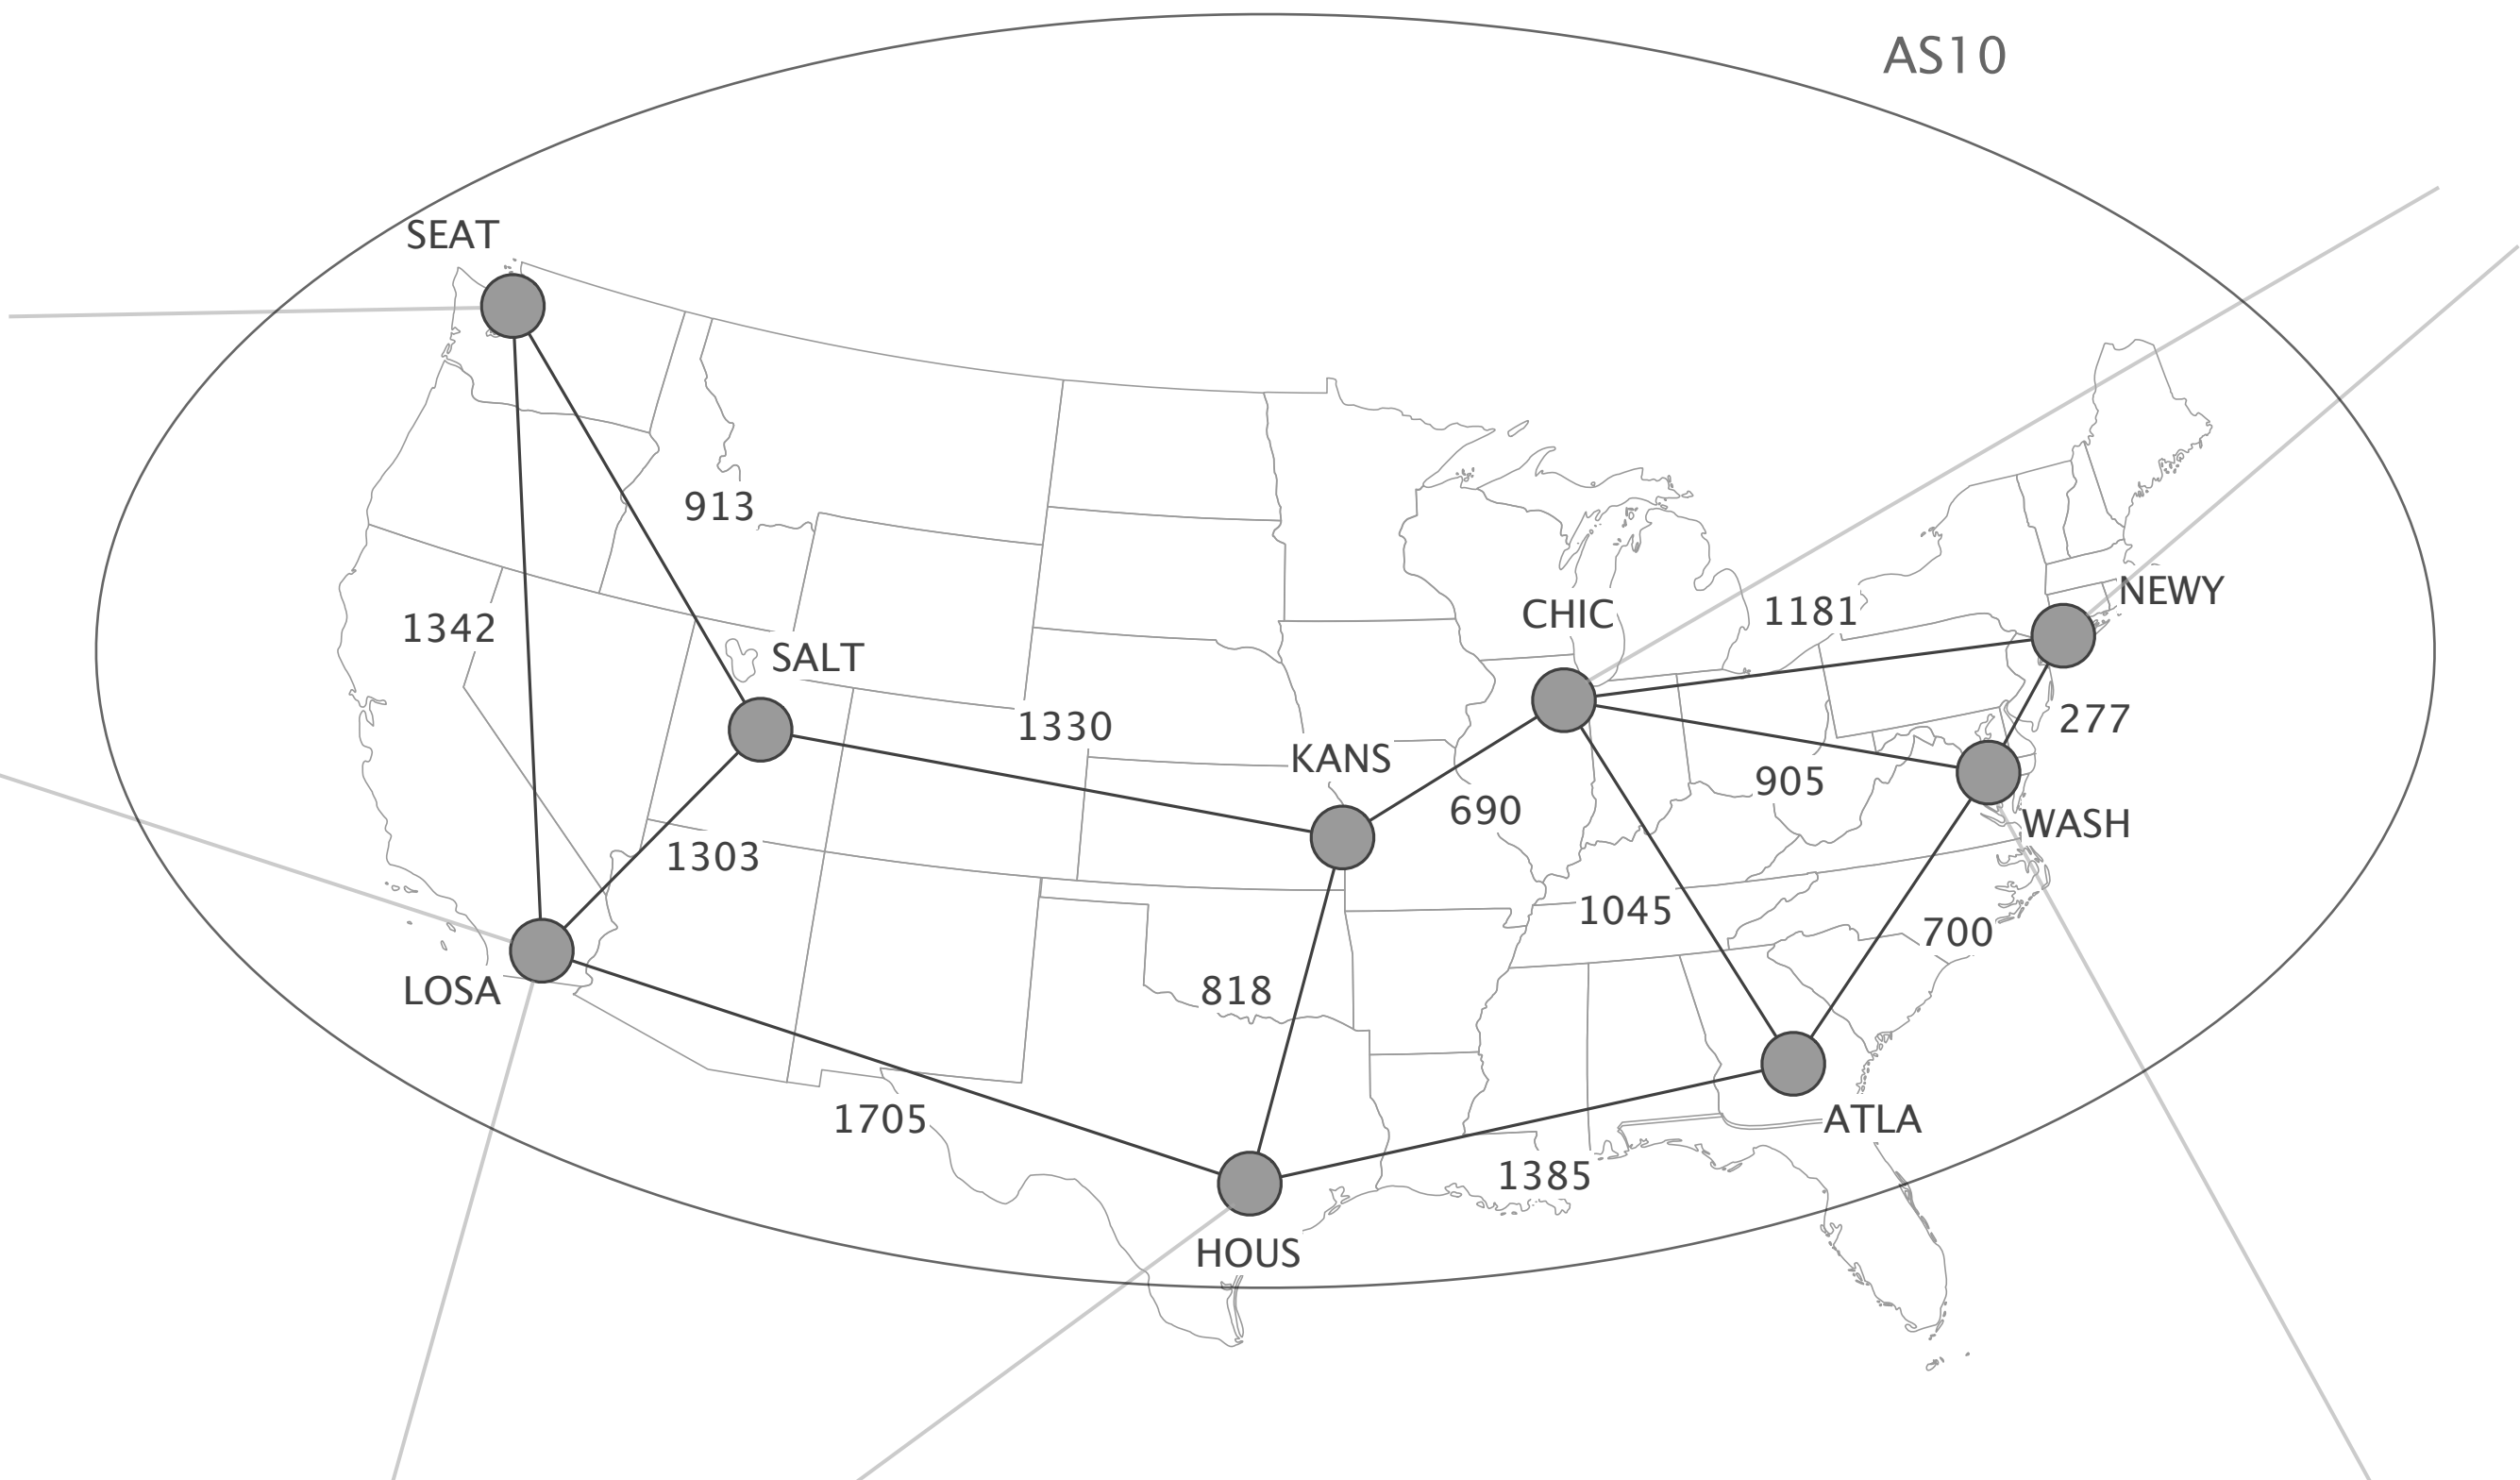 AS10
SEAT
913
NEWY
CHIC
1181
1342
SALT
277
1330
KANS
905
690
WASH
1303
1045
700
LOSA
818
1705
ATLA
1385
HOUS